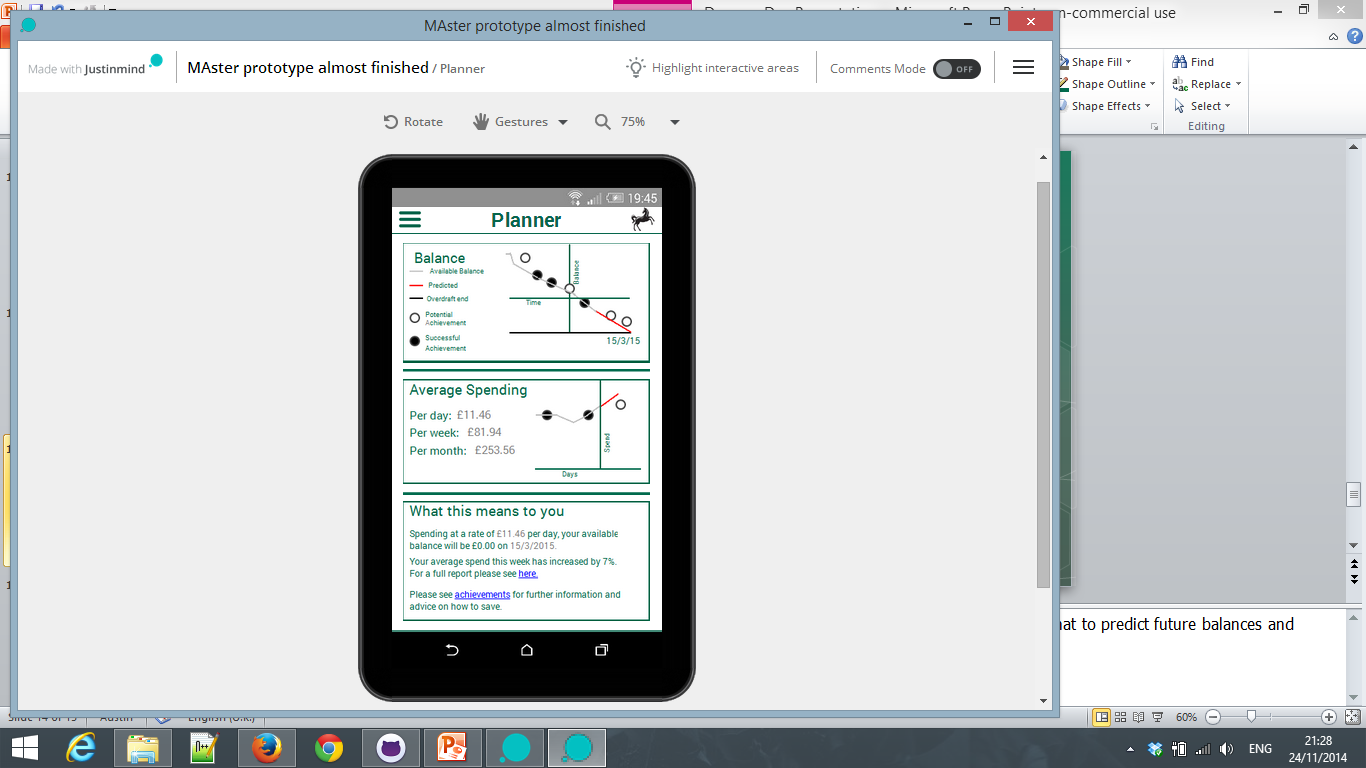 MAster prototype almost finished
on-commercial use
Made with Justinmind
MAster prototype almost finished / Planner
Highlight interactive areas
Comments Mode
OFF
Shape Fill
Shape Outline
Shape Effects
Find
Replace
Select
Editing
Rotate
Gestures
75%
19:45
Planner
Balance
Available Balance
Predicted
Overdraft end
Potential
Achievement
Successful
Achievement
Balance
Time
15/3/15
Average Spending
Per day: £11.46
Per week: £81.94
Per month: £253.56
Spend
Days
What this means to you
Spending at a rate of £11.46 per day, your available
balance will be £0.00 on 15/3/2015.
Your average spend this week has increased by 7%.
For a full report please see here.
Please see achievements for further information and
advice on how to save.
to predict future balances and
English (U.K.)
60%
ENG
21:28
24/11/2014